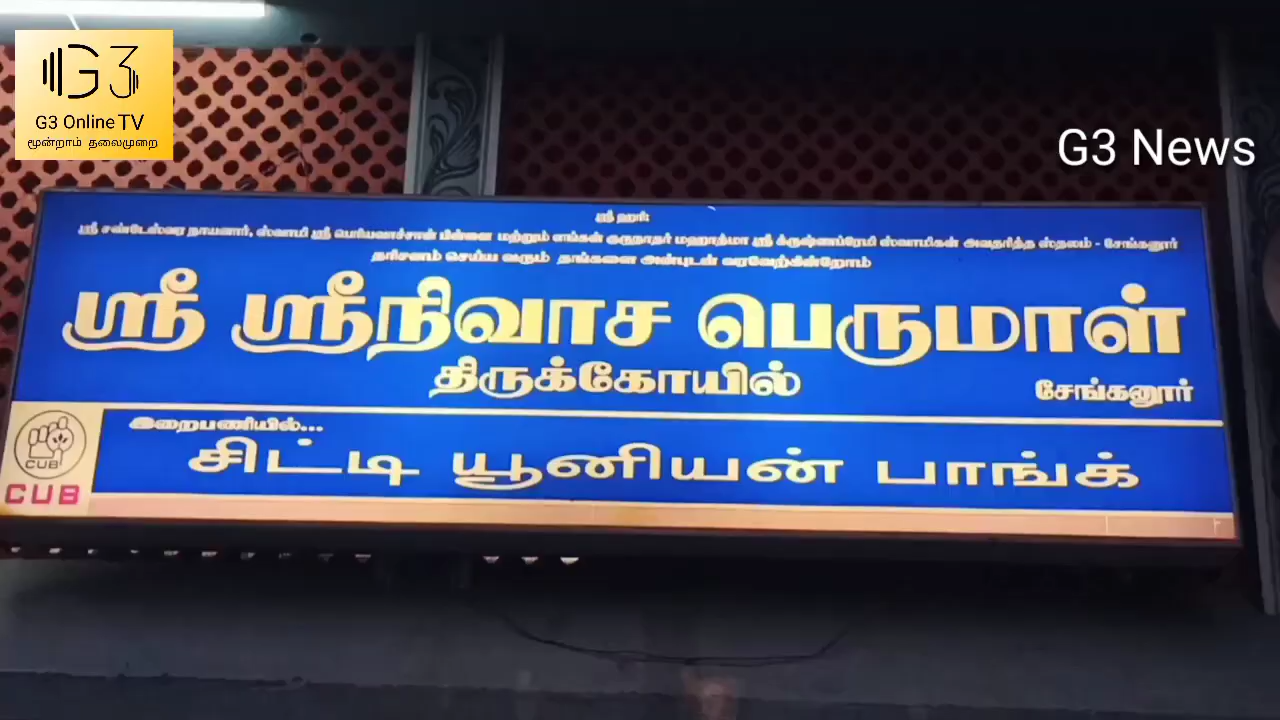 G3
G3 Online TV
மூன்றாம் தலைமுறை
G3 News
ஸ்ரீ ஹரி:
ஸ்ரீ சண்டேஸ்வர நாயனார், ஸ்வாமி ஸ்ரீ பெரியவாச்சான் பிள்ளை மற்றும் எங்கள் குருநாதர் மஹாத்மா ஸ்ரீ க்ருஷ்ணப்ரேமி ஸ்வாமிகள் அவதரித்த ஸ்தலம் - சேங்கனூர்
தரிசனம் செய்ய வரும் தங்களை அன்புடன் வரவேற்கின்றோம்
ஸ்ரீ ஸ்ரீநிவாச பெருமாள்
திருக்கோயில்
சேங்கனூர்
இறைபணியில்...
சிட்டி யூனியன் பாங்க்
CUB
CUB